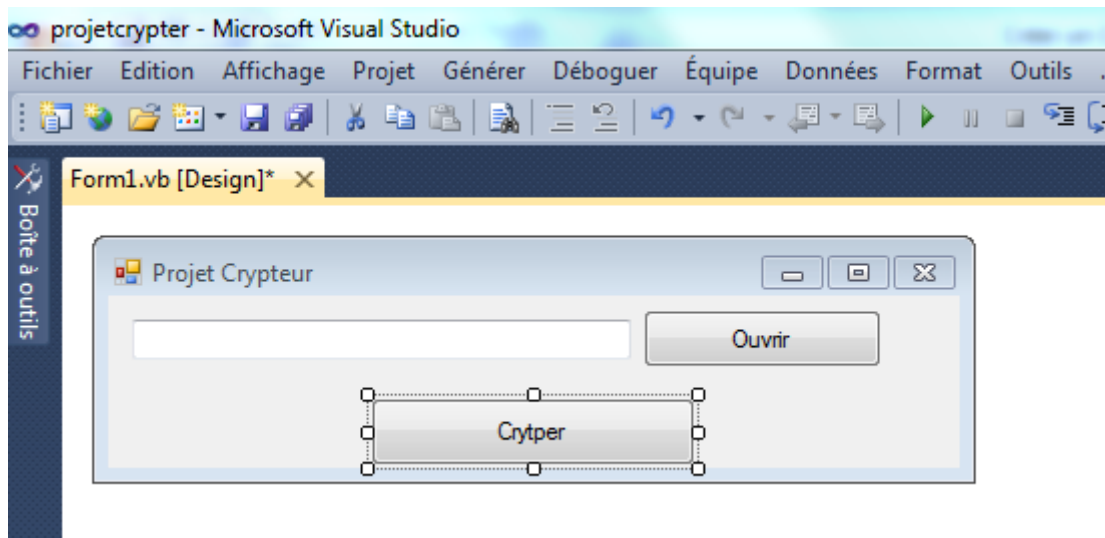 projetcrypter - Microsoft Visual Studio
Fichier Edition Affichage Projet Générer Déboguer Équipe Données Format Outils
Form1.vb [Design]*
Boîte à outils
Projet Crypteur
Ouvrir
Crytper